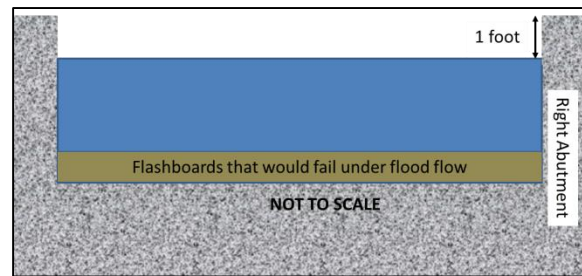 1 foot
Right Abutment
Flashboards that would fail under flood flow
NOT TO SCALE